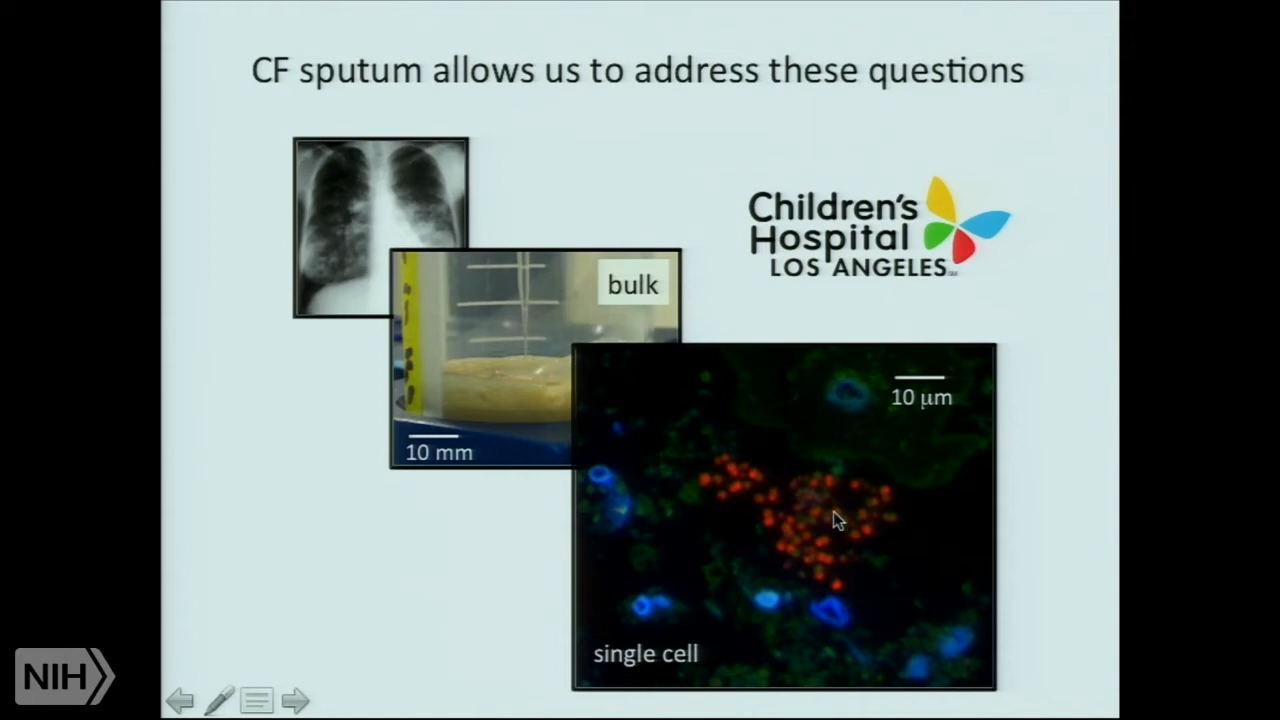 CF sputum allows us to address these questions
Children's
Hospital
LOS ANGELES
bulk
10 mm
10 μm
single cell
NIH